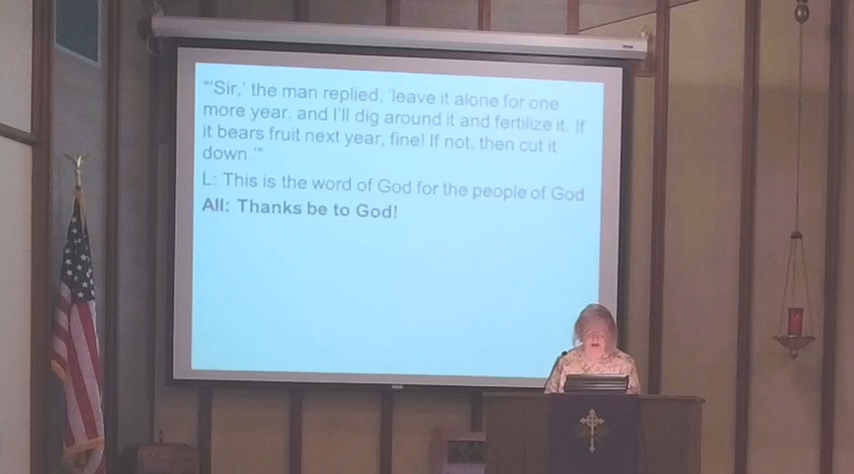 “‘Sir,’ the man replied, ‘leave it alone for one
more year, and I’ll dig around it and fertilize it. If
it bears fruit next year, fine! If not, then cut it
down.’”
L: This is the word of God for the people of God
All: Thanks be to God!